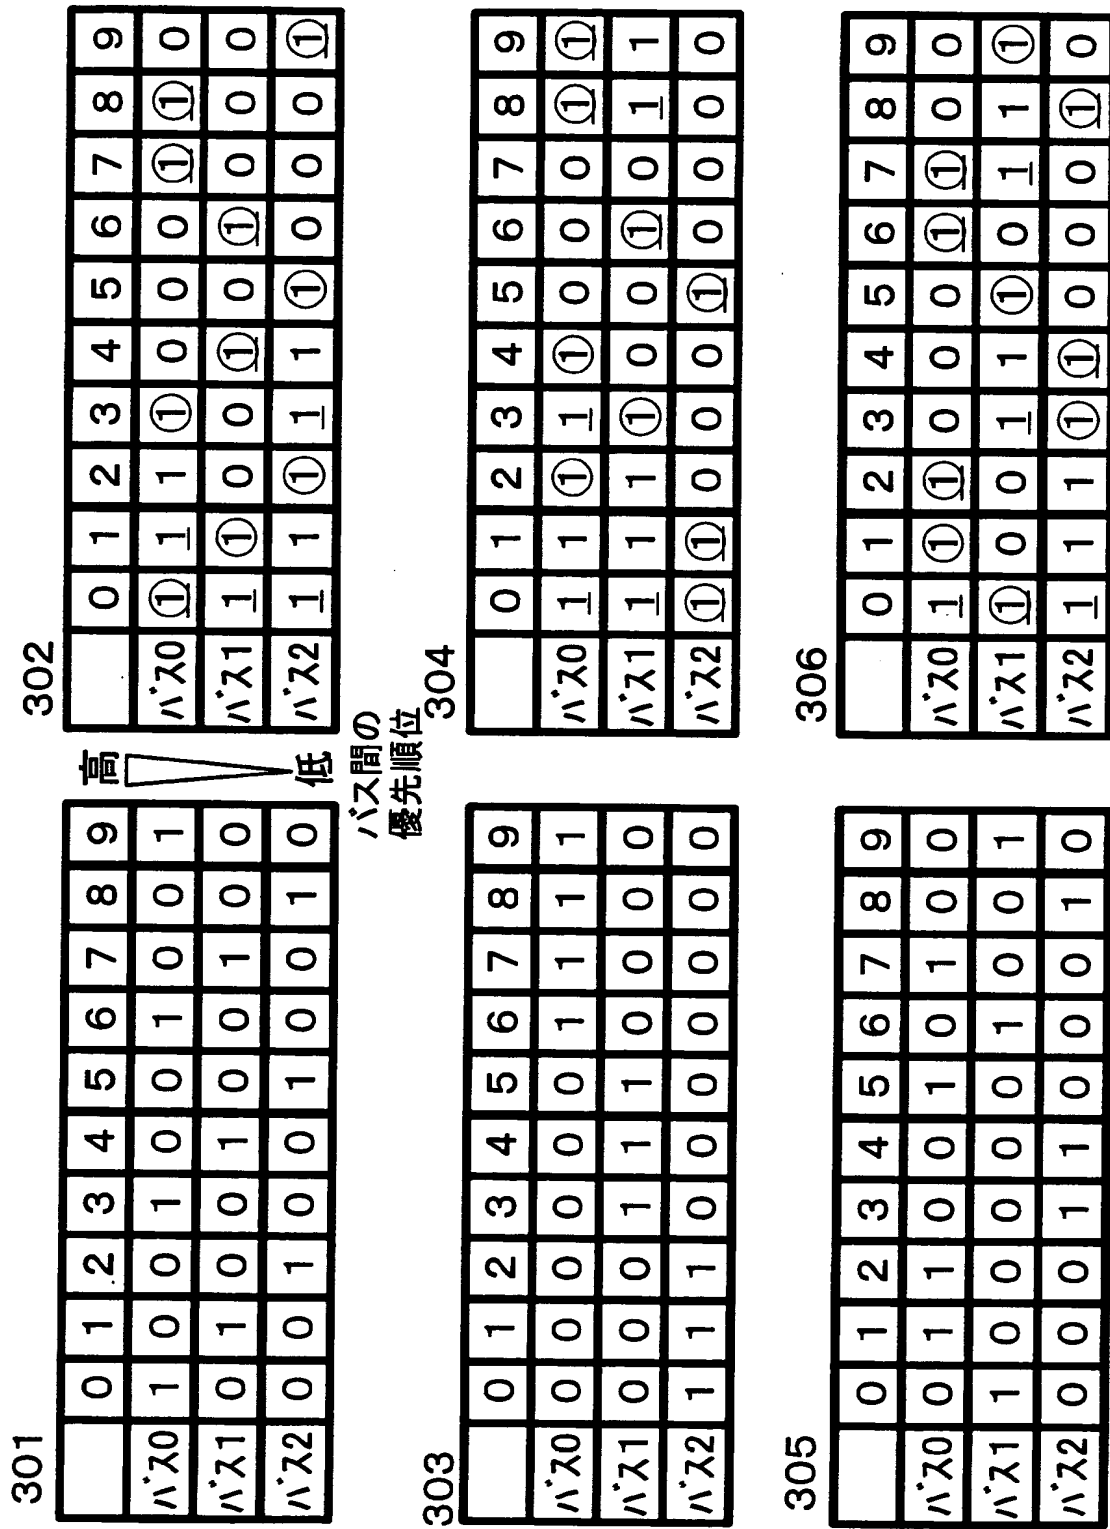 301
0 1 2 3 4 5 6 7 8 9
バス0 1 0 0 1 0 0 1 0 0 1
バス1 0 1 0 0 1 0 0 1 0 0
バス2 0 0 1 0 0 1 0 0 1 0
高
低
バス間の
優先順位
302
0 1 2 3 4 5 6 7 8 9
バス0 ① 1 1 ① 0 0 0 ① ① 0
バス1 1 ① 0 0 ① 0 ① 0 0 0
バス2 1 1 ① 1 1 ① 0 0 0 ①
303
0 1 2 3 4 5 6 7 8 9
バス0 0 0 0 0 0 0 1 1 1 1
バス1 0 0 0 1 1 1 0 0 0 0
バス2 1 1 1 0 0 0 0 0 0 0
304
0 1 2 3 4 5 6 7 8 9
バス0 1 1 ① 1 ① 0 0 0 ① ①
バス1 1 1 1 ① 0 0 ① 0 1 1
バス2 ① ① 0 0 0 ① 0 0 0 0
305
0 1 2 3 4 5 6 7 8 9
バス0 0 1 1 0 0 1 0 1 0 0
バス1 1 0 0 0 0 0 1 0 0 1
バス2 0 0 0 1 1 0 0 0 1 0
306
0 1 2 3 4 5 6 7 8 9
バス0 1 ① ① 0 0 0 ① ① 0 0
バス1 ① 0 0 1 1 ① 0 1 1 ①
バス2 1 1 1 ① ① 0 0 0 ① 0